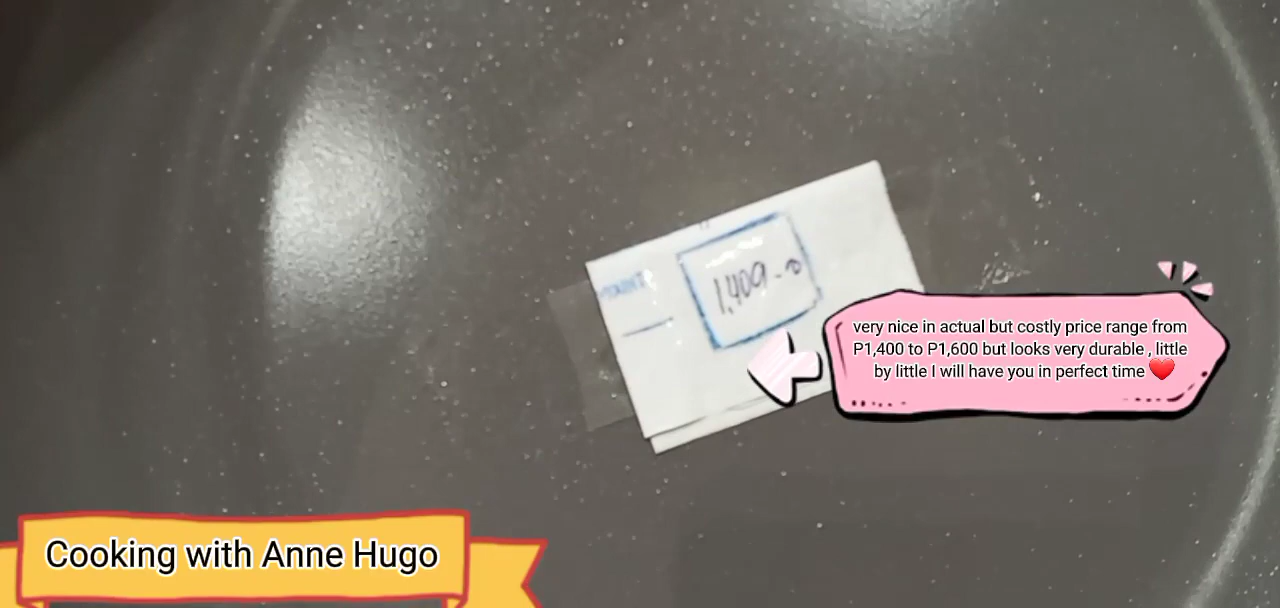 1,409-
very nice in actual but costly price range from
P1,400 to P1,600 but looks very durable , little
by little I will have you in perfect time ❤️
Cooking with Anne Hugo